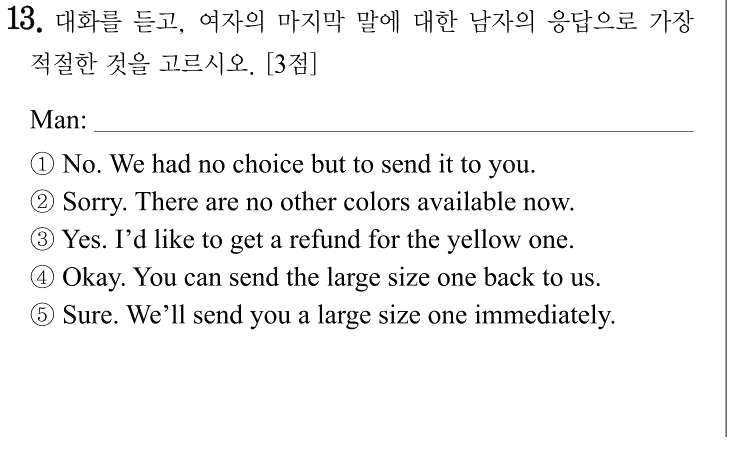 13. 대화를 듣고, 여자의 마지막 말에 대한 남자의 응답으로 가장
적절한 것을 고르시오. [3점]
Man:
① No. We had no choice but to send it to you.
② Sorry. There are no other colors available now.
③ Yes. I’d like to get a refund for the yellow one.
④ Okay. You can send the large size one back to us.
⑤ Sure. We’ll send you a large size one immediately.